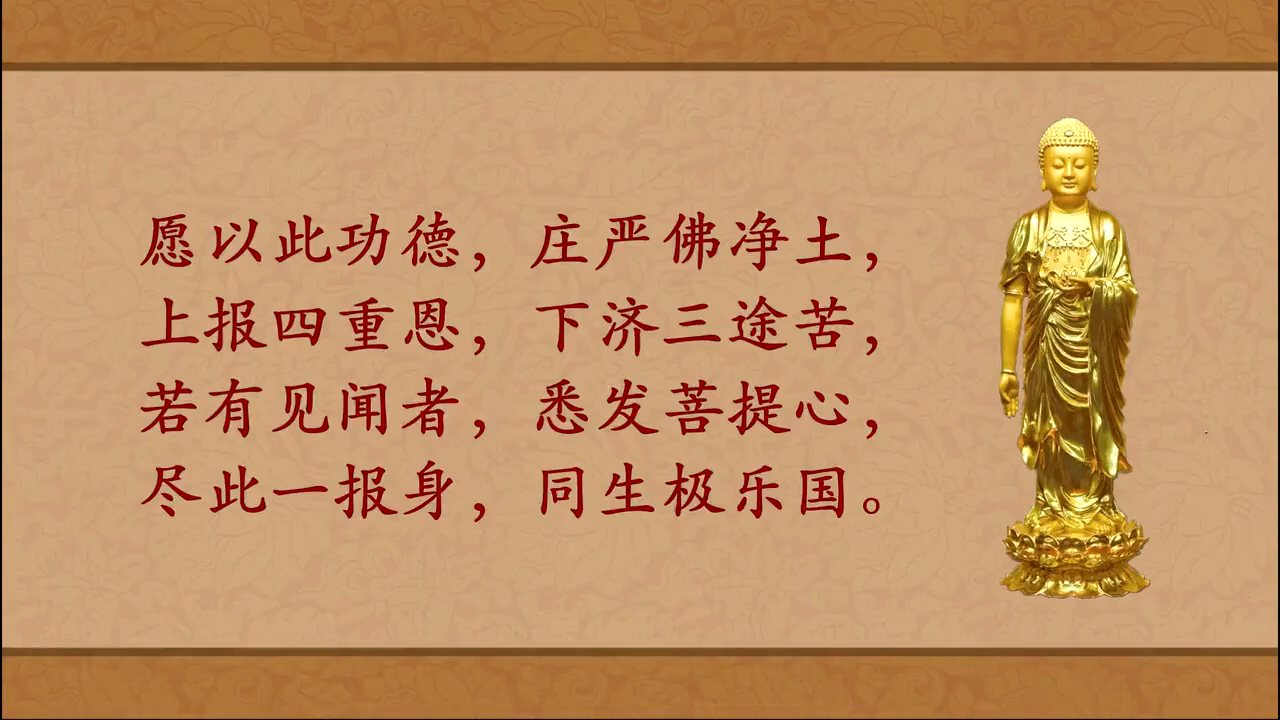 愿以此功德，庄严佛净土，
上报四重恩，下济三途苦，
若有见闻者，悉发菩提心，
尽此一报身，同生极乐国。